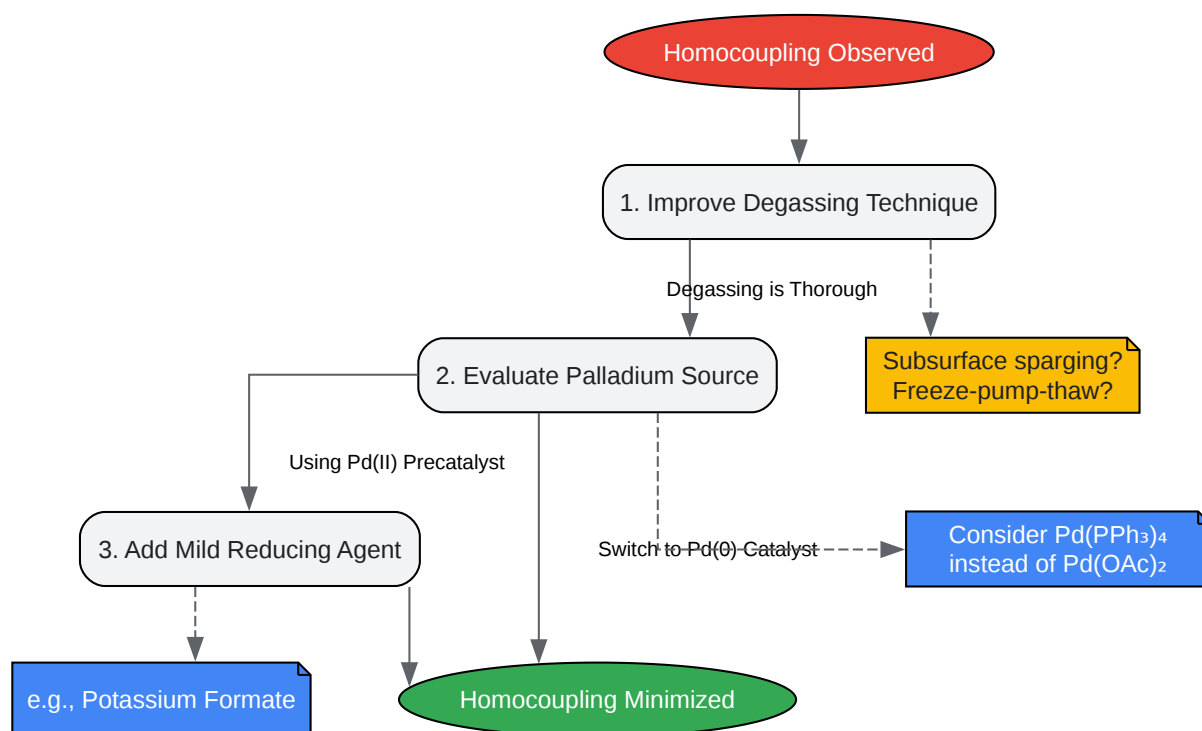 Homocoupling Observed
1. Improve Degassing Technique
Degassing is Thorough
Subsurface sparging?
Freeze-pump-thaw?
2. Evaluate Palladium Source
Using Pd(II) Precatalyst
Switch to Pd(0) Catalyst
Consider Pd(PPh₃)₄
instead of Pd(OAc)₂
3. Add Mild Reducing Agent
e.g., Potassium Formate
Homocoupling Minimized